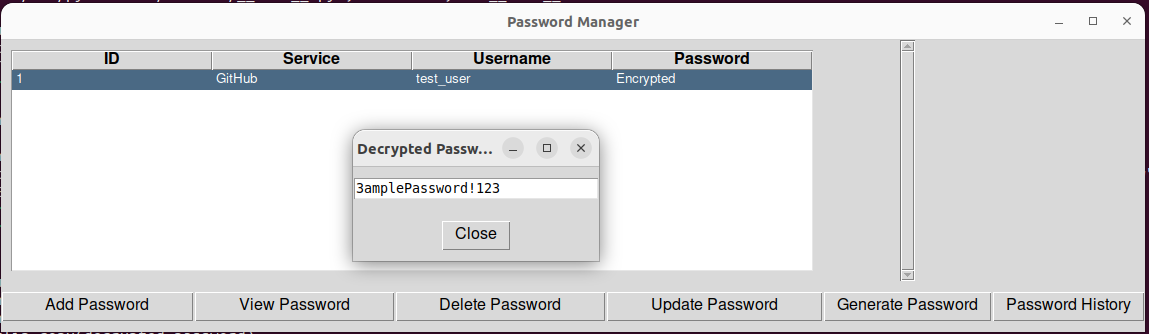 Password Manager
ID Service Username Password
1 GitHub test_user Encrypted
Decrypted Passw...
3amplePassword!123
Close
Add Password View Password Delete Password Update Password Generate Password Password History